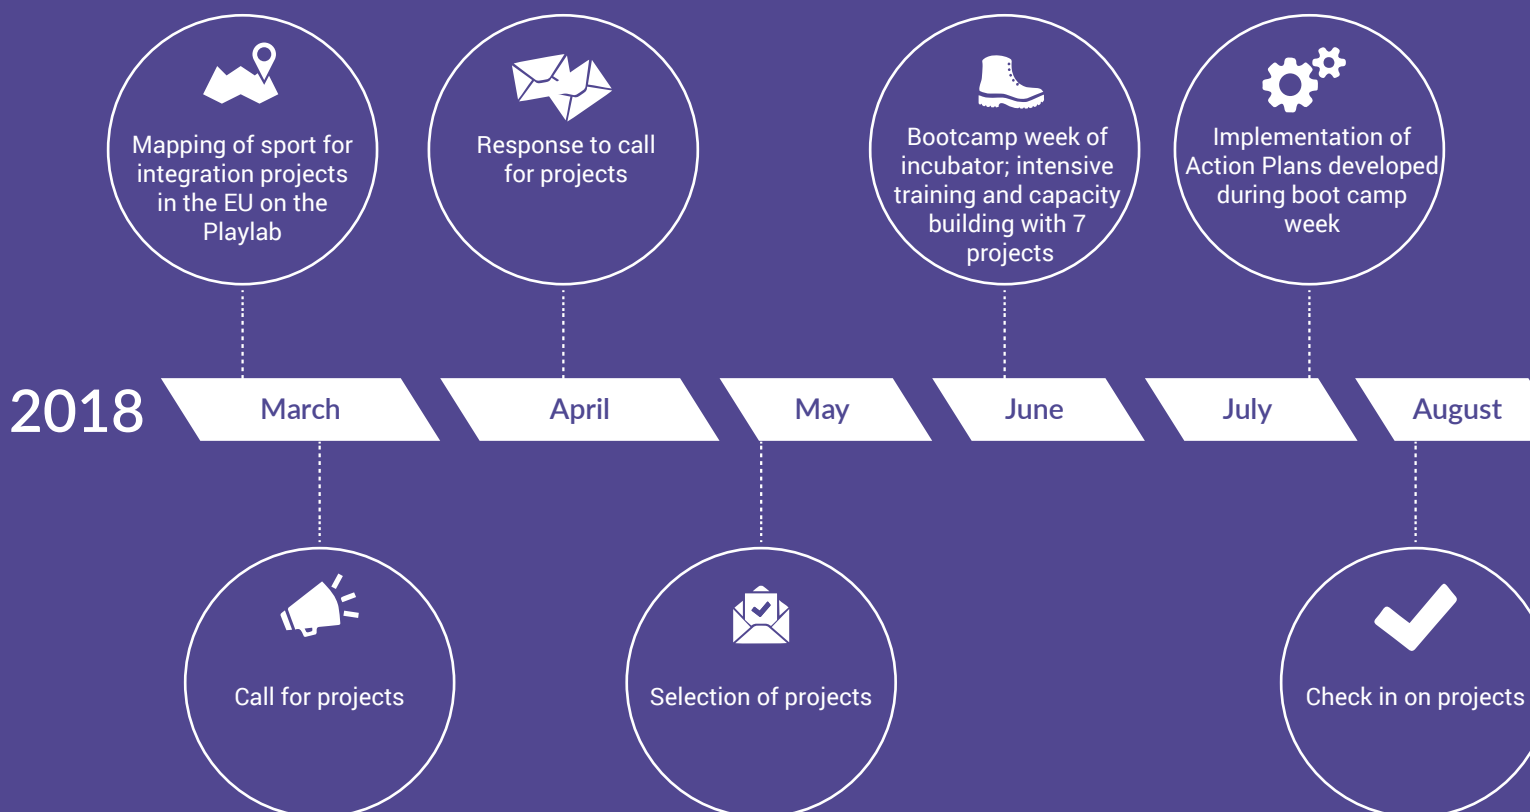 Mapping of sport for
integration projects
in the EU on the
Playlab
Response to call
for projects
Bootcamp week of
incubator; intensive
training and capacity
building with 7
projects
Implementation of
Action Plans developed
during boot camp
week
2018
March
April
May
June
July
August
Call for projects
Selection of projects
Check in on projects